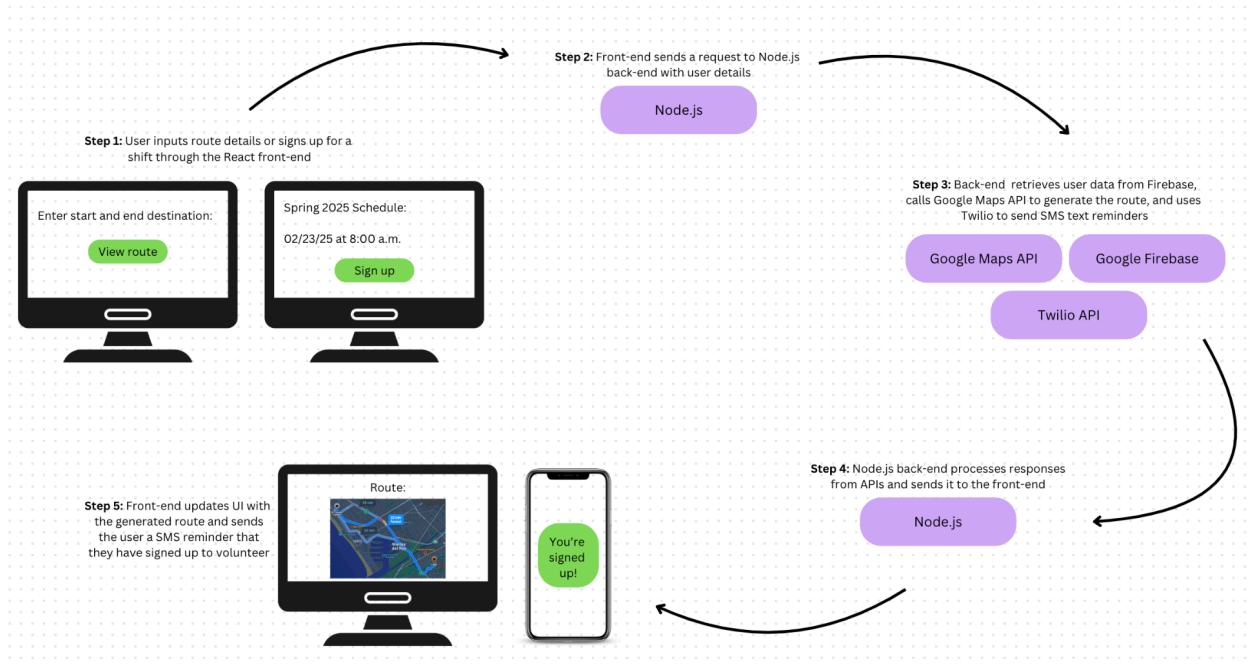 Step 1: User inputs route details or signs up for a
shift through the React front-end
Enter start and end destination:
View route
Spring 2025 Schedule:
02/23/25 at 8:00 a.m.
Sign up
Step 2: Front-end sends a request to Node.js
back-end with user details
Node.js
Step 3: Back-end retrieves user data from Firebase,
calls Google Maps API to generate the route, and uses
Twilio to send SMS text reminders
Google Maps API
Google Firebase
Twilio API
Step 4: Node.js back-end processes responses
from APIs and sends it to the front-end
Node.js
Step 5: Front-end updates UI with
the generated route and sends
the user a SMS reminder that
they have signed up to volunteer
Route:
You're
signed
up!